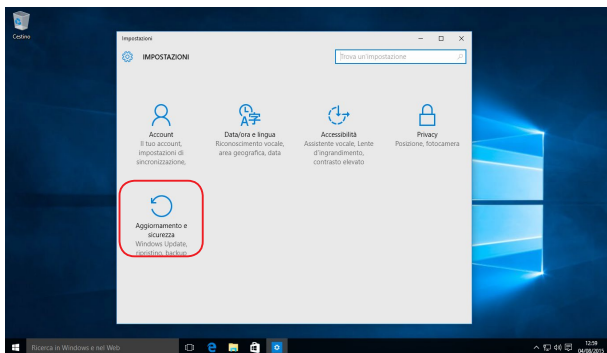 Cestino
Impostazioni
IMPOSTAZIONI
Trova un'impostazione
Account
Il tuo account,
impostazioni di
sincronizzazione,
Data/ora e lingua
Riconoscimento vocale,
area geografica, data
Accessibilità
Assistente vocale, Lente
d'ingrandimento,
contrasto elevato
Privacy
Posizione, fotocamera
Aggiornamento e
sicurezza
Windows Update,
ripristino, backup
Ricerca in Windows e nel Web
12:59
04/08/2015